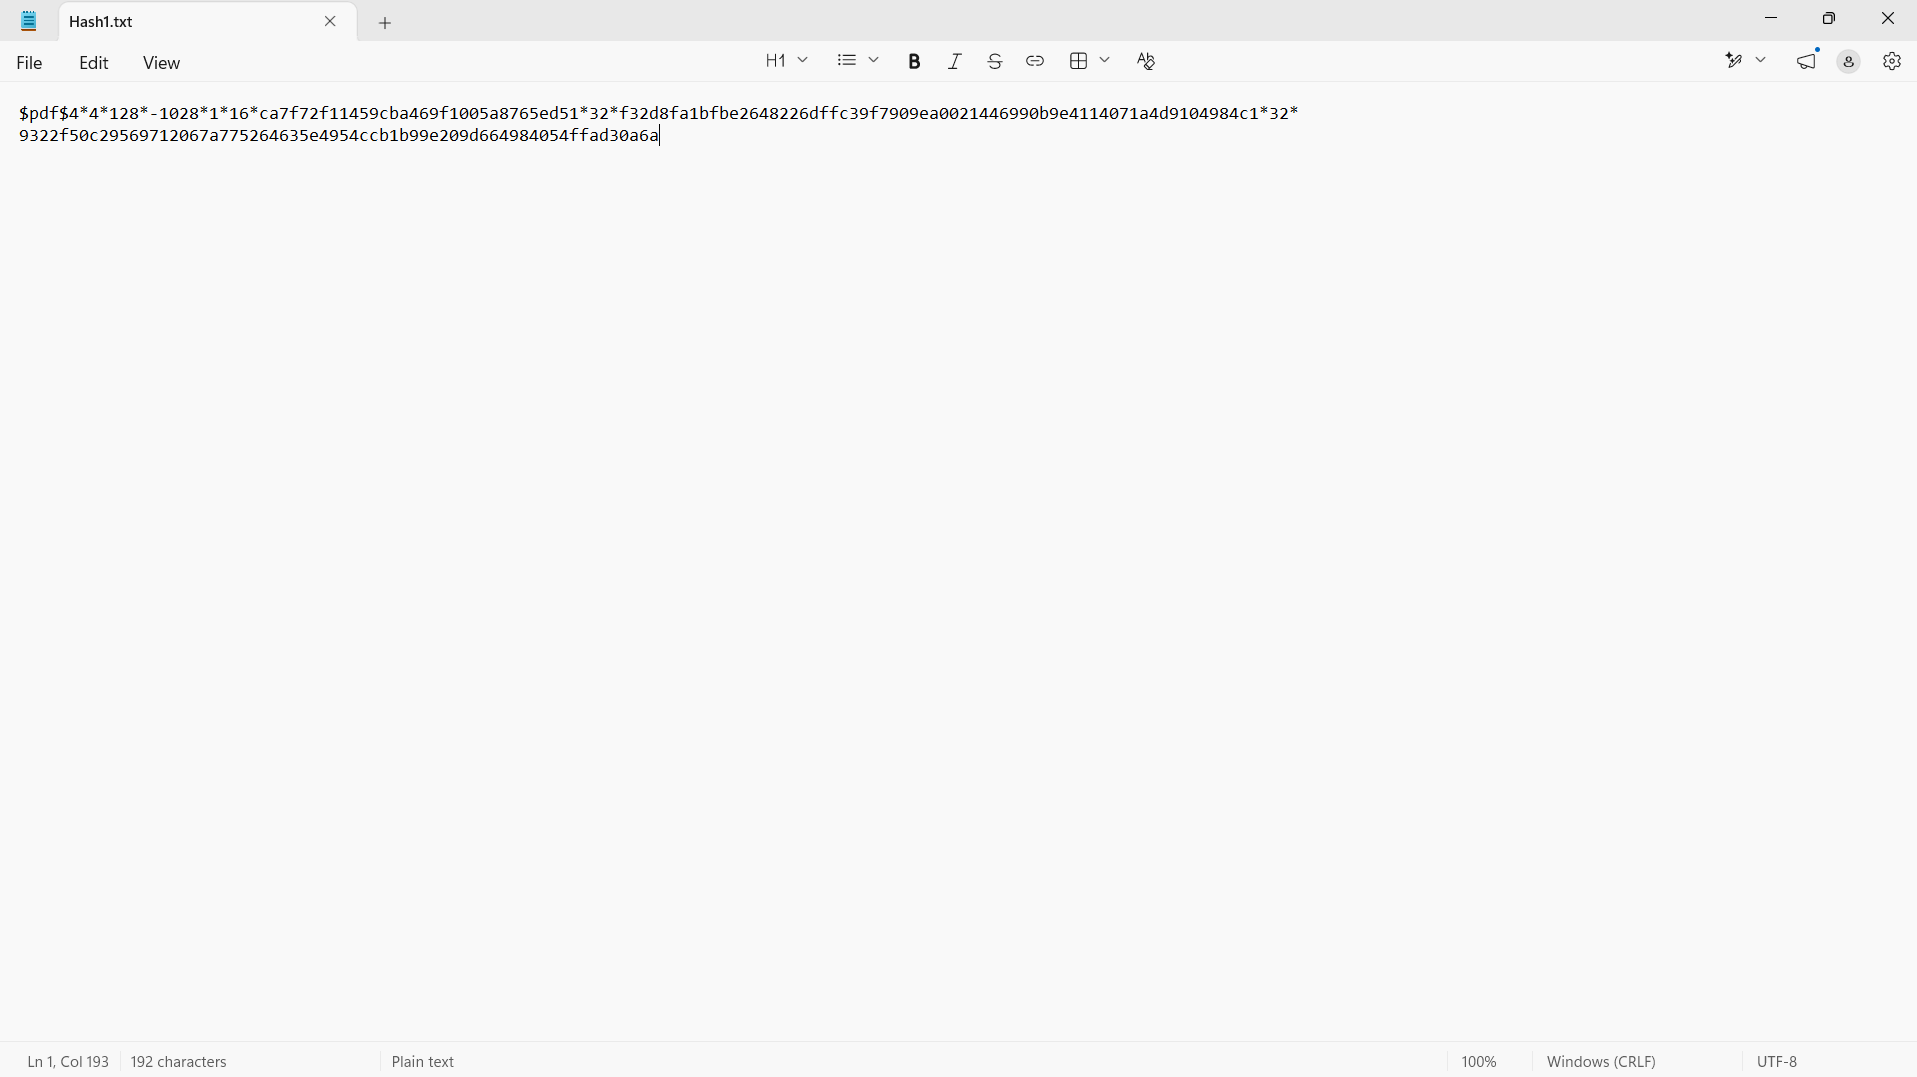 Hash1.txt
File Edit View H1
$pdf$4*4*128*-1028*1*16*ca7f72f11459cba469f1005a8765ed51*32*f32d8fa1bfbe2648226dffc39f7909ea0021446990b9e4114071a4d9104984c1*32*
9322f50c29569712067a775264635e4954ccb1b99e209d664984054ffad30a6a
Ln 1, Col 193 192 characters Plain text 100% Windows (CRLF) UTF-8